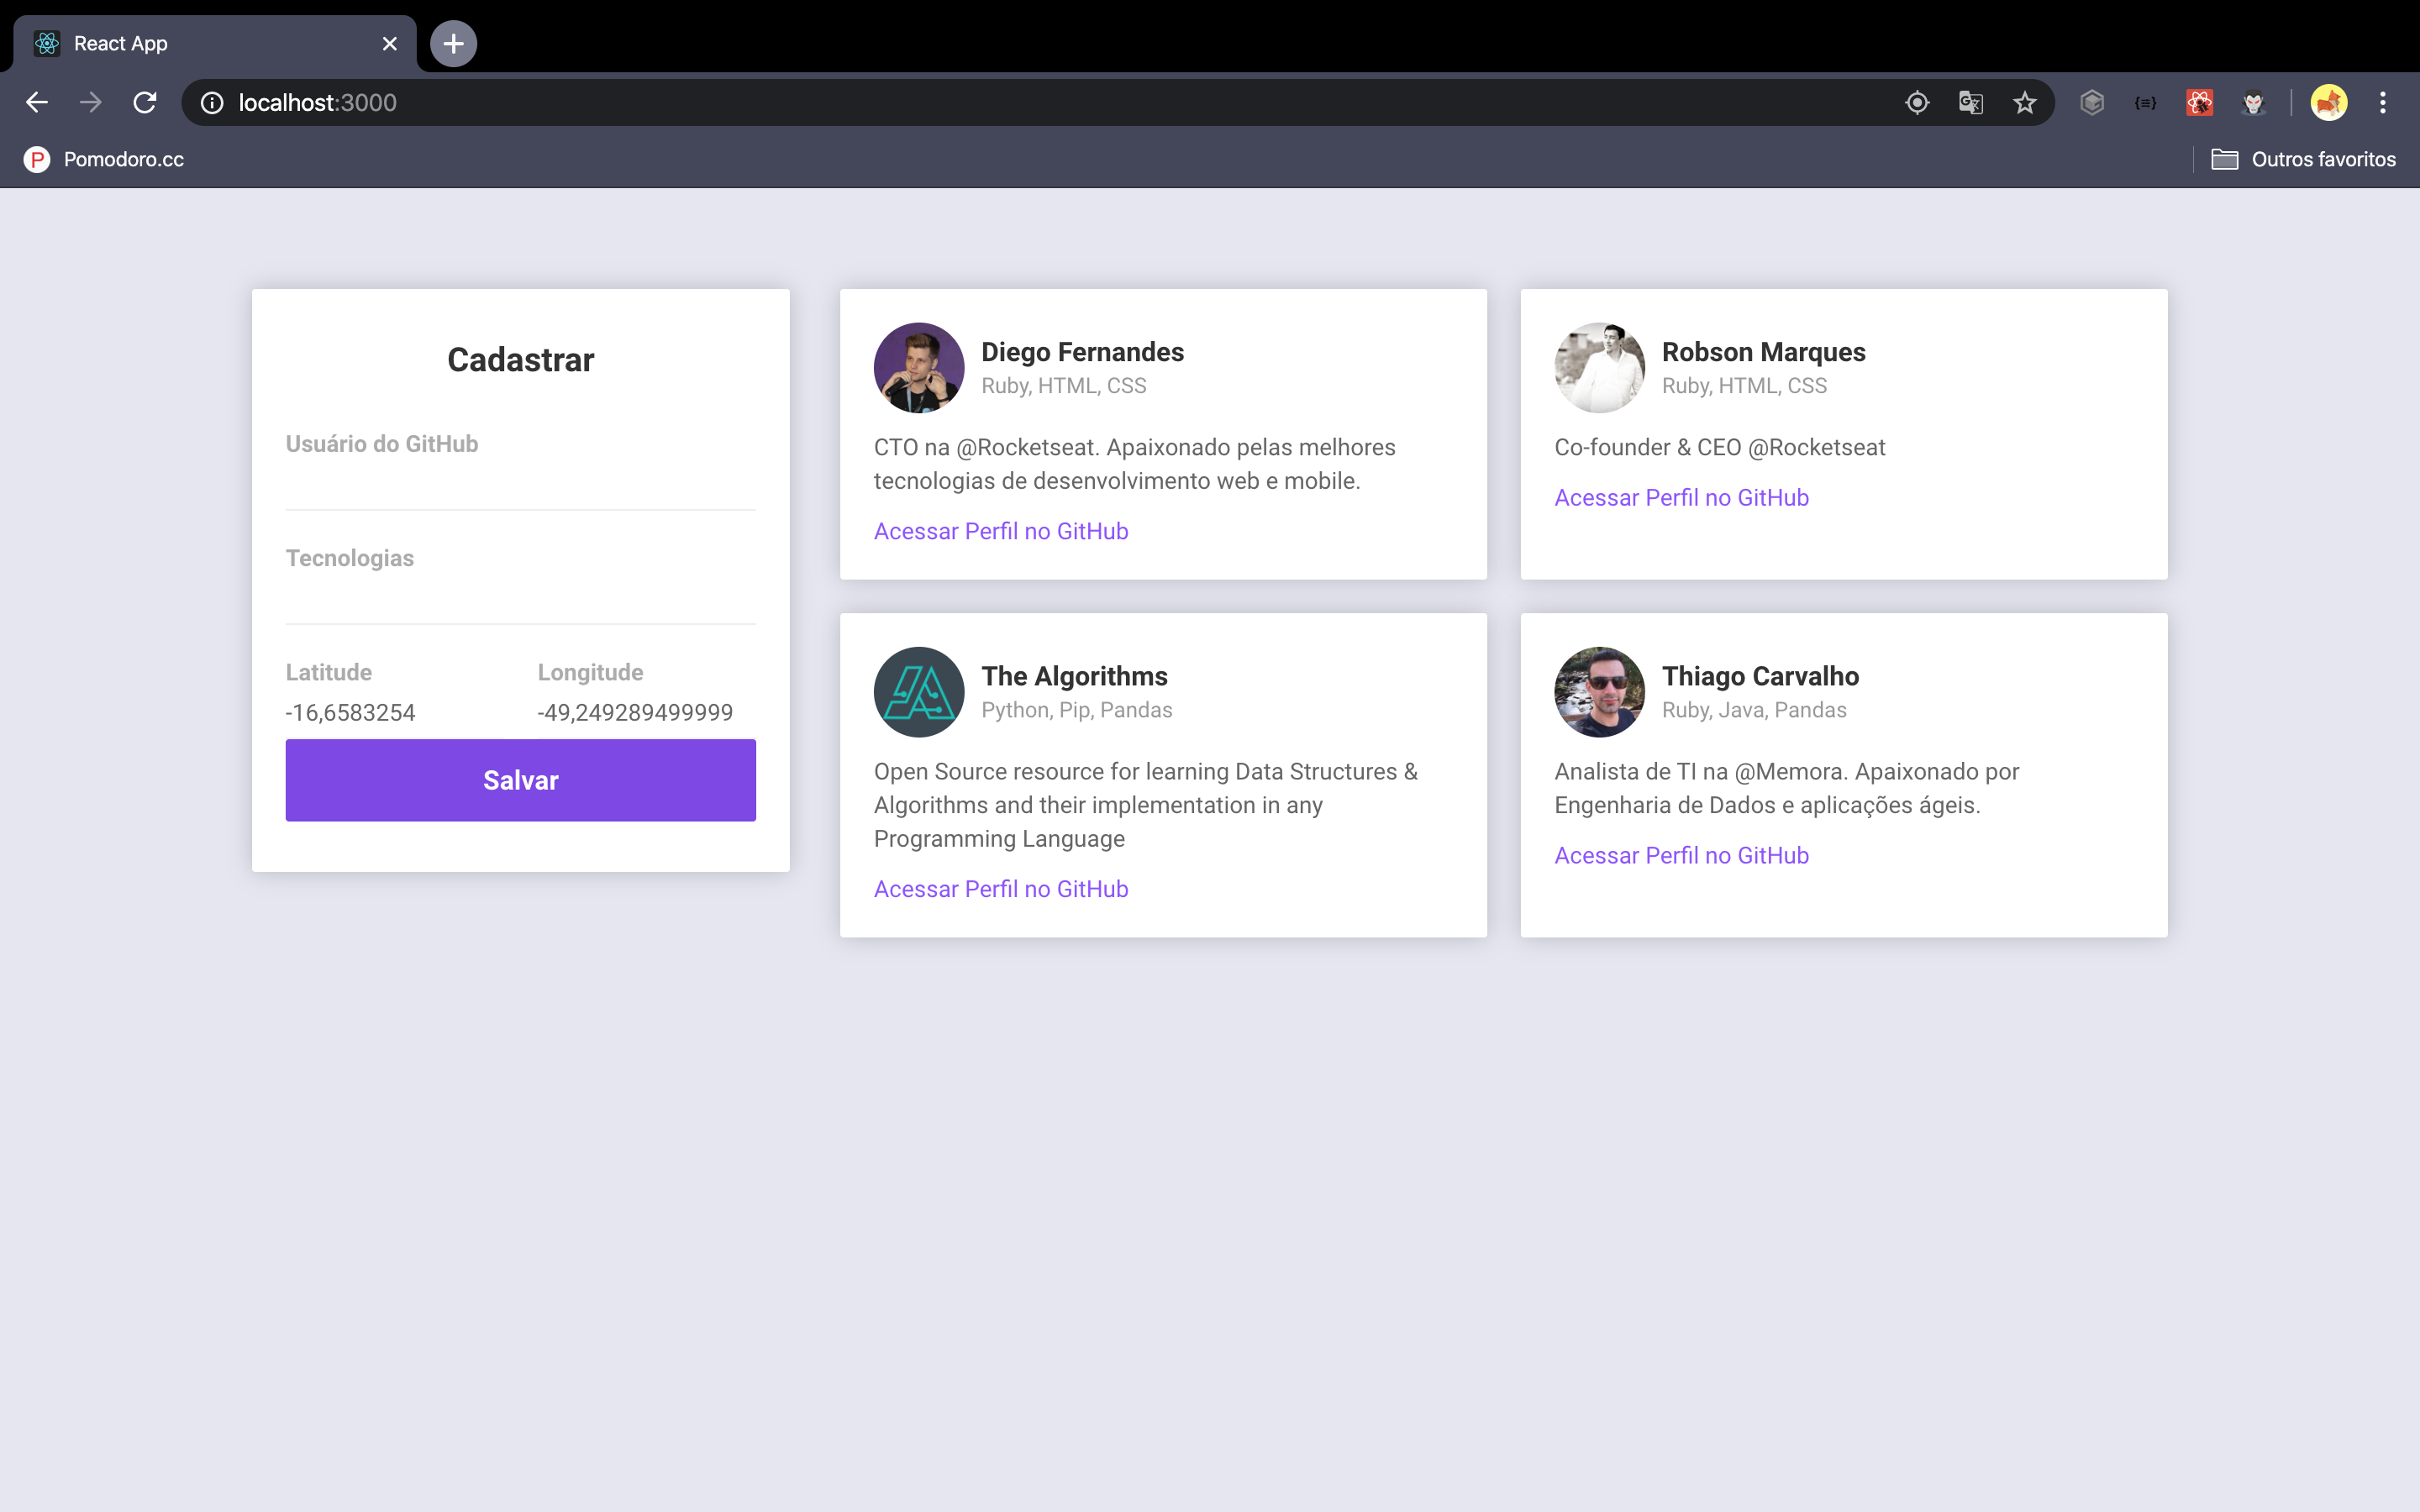 React App
localhost:3000
P Pomodoro.cc
Outros favoritos
Cadastrar
Usuário do GitHub
Tecnologias
Latitude
Longitude
-16,6583254
-49,249289499999
Salvar
Diego Fernandes
Ruby, HTML, CSS
CTO na @Rocketseat. Apaixonado pelas melhores
tecnologias de desenvolvimento web e mobile.
Acessar Perfil no GitHub
Robson Marques
Ruby, HTML, CSS
Co-founder & CEO @Rocketseat
Acessar Perfil no GitHub
The Algorithms
Python, Pip, Pandas
Open Source resource for learning Data Structures &
Algorithms and their implementation in any
Programming Language
Acessar Perfil no GitHub
Thiago Carvalho
Ruby, Java, Pandas
Analista de TI na @Memora. Apaixonado por
Engenharia de Dados e aplicações ágeis.
Acessar Perfil no GitHub